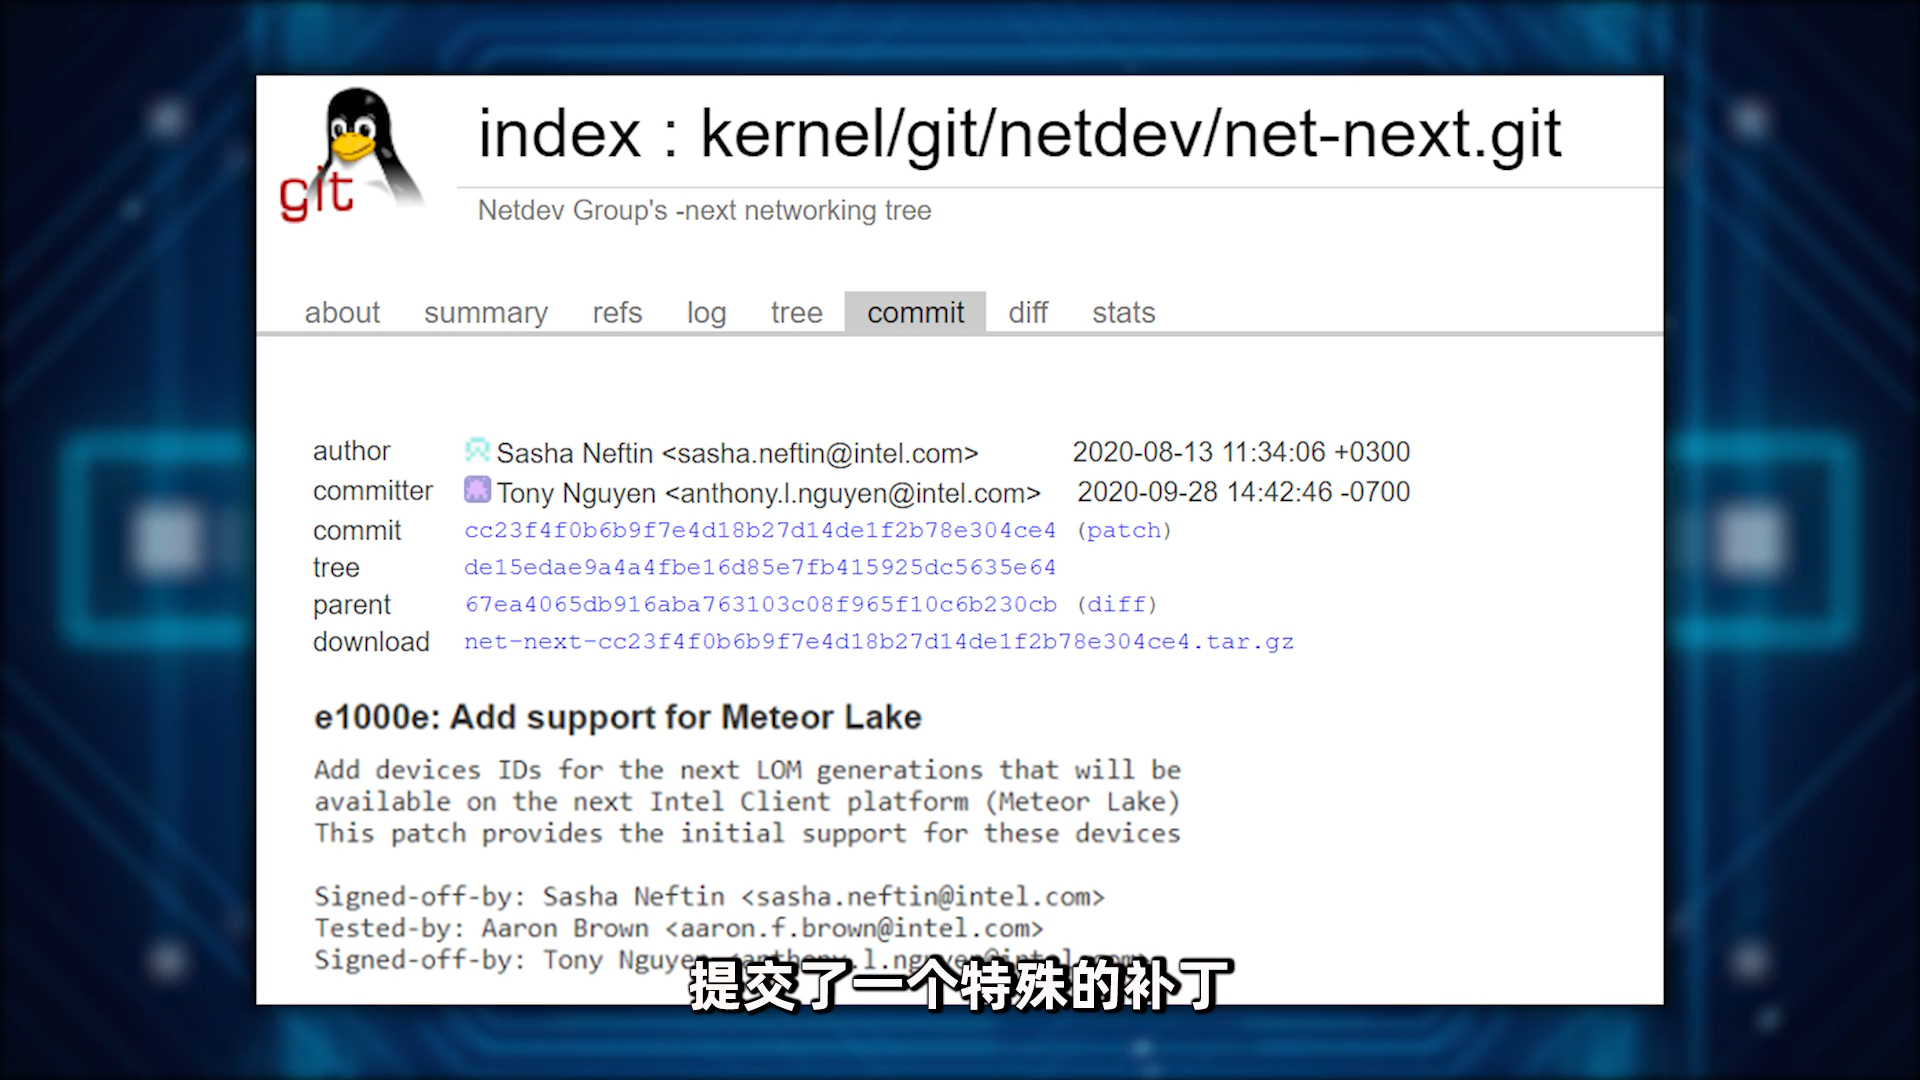 git
index : kernel/git/netdev/net-next.git
Netdev Group's -next networking tree
about summary refs log tree commit diff stats
author Sasha Neftin <sasha.neftin@intel.com> 2020-08-13 11:34:06 +0300
committer Tony Nguyen <anthony.l.nguyen@intel.com> 2020-09-28 14:42:46 -0700
commit cc23f4f0b6b9f7e4d18b27d14de1f2b78e304ce4 (patch)
tree de15edae9a4a4fbe16d85e7fb415925dc5635e64
parent 67ea4065db916aba763103c08f965f10c6b230cb (diff)
download net-next-cc23f4f0b6b9f7e4d18b27d14de1f2b78e304ce4.tar.gz
e1000e: Add support for Meteor Lake
Add devices IDs for the next LOM generations that will be
available on the next Intel Client platform (Meteor Lake)
This patch provides the initial support for these devices
Signed-off-by: Sasha Neftin <sasha.neftin@intel.com>
Tested-by: Aaron Brown <aaron.f.brown@intel.com>
Signed-off-by: Tony Nguyen <anthony.l.nguyen@intel.com>
提交了一个特殊的补丁